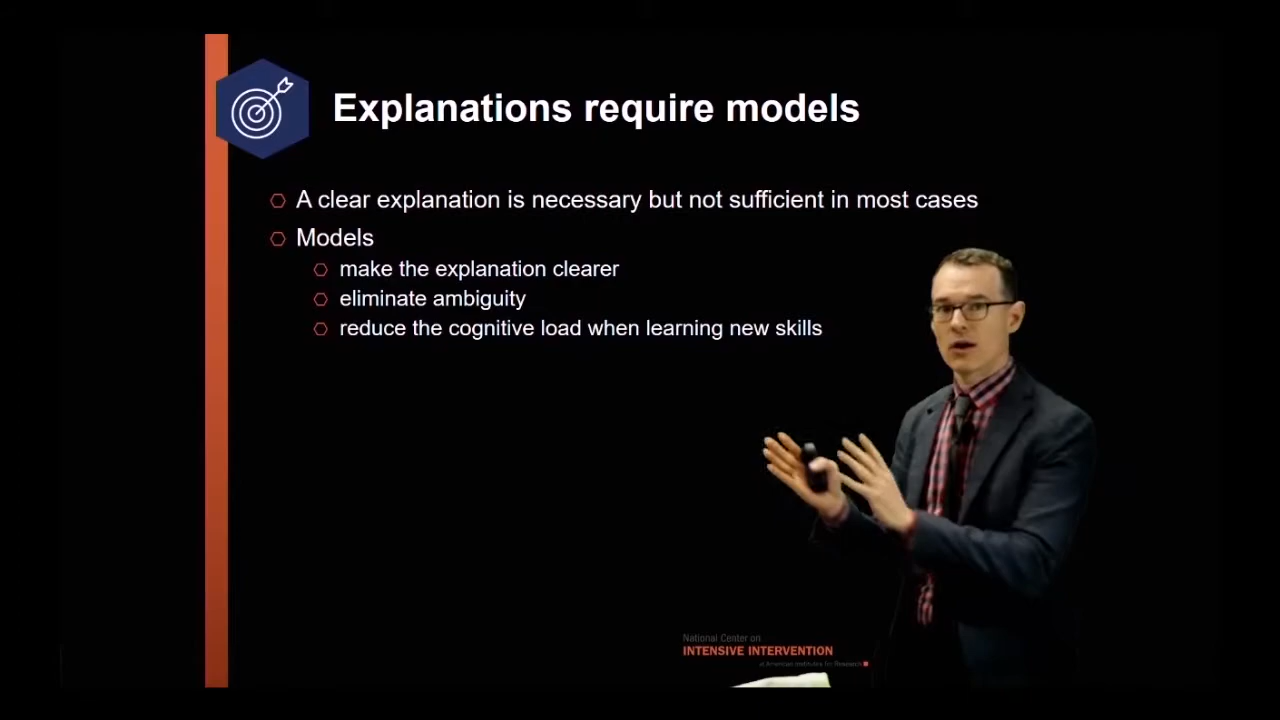 Explanations require models
A clear explanation is necessary but not sufficient in most cases
Models
make the explanation clearer
eliminate ambiguity
reduce the cognitive load when learning new skills
National Center on
INTENSIVE INTERVENTION
at American Institutes for Research